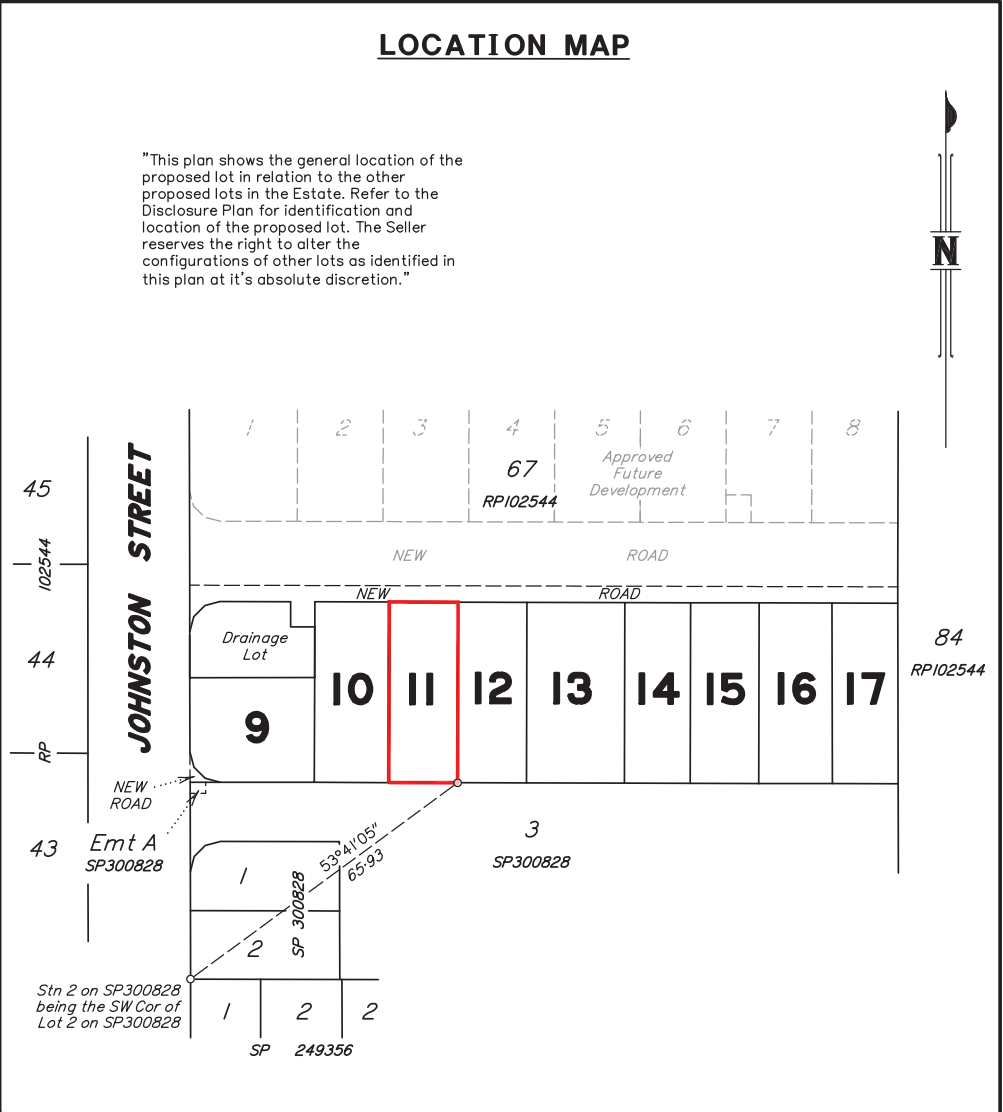 LOCATION MAP
"This plan shows the general location of the
proposed lot in relation to the other
proposed lots in the Estate. Refer to the
Disclosure Plan for identification and
location of the proposed lot. The Seller
reserves the right to alter the
configurations of other lots as identified in
this plan at it's absolute discretion."
N
1 2 3 4 5 6 7 8
Approved
Future
Development
67
RP102544
45
102544
44
RP
43
JOHNSTON STREET
NEW ROAD
NEW ROAD
Drainage
Lot
9
10 11 12 13 14 15 16 17
84
RP102544
NEW
ROAD
Emt A
SP300828
3
SP300828
53°41'05"
65·93
1
SP 300828
2
Stn 2 on SP300828
being the SW Cor of
Lot 2 on SP300828
1 2 2
SP 249356